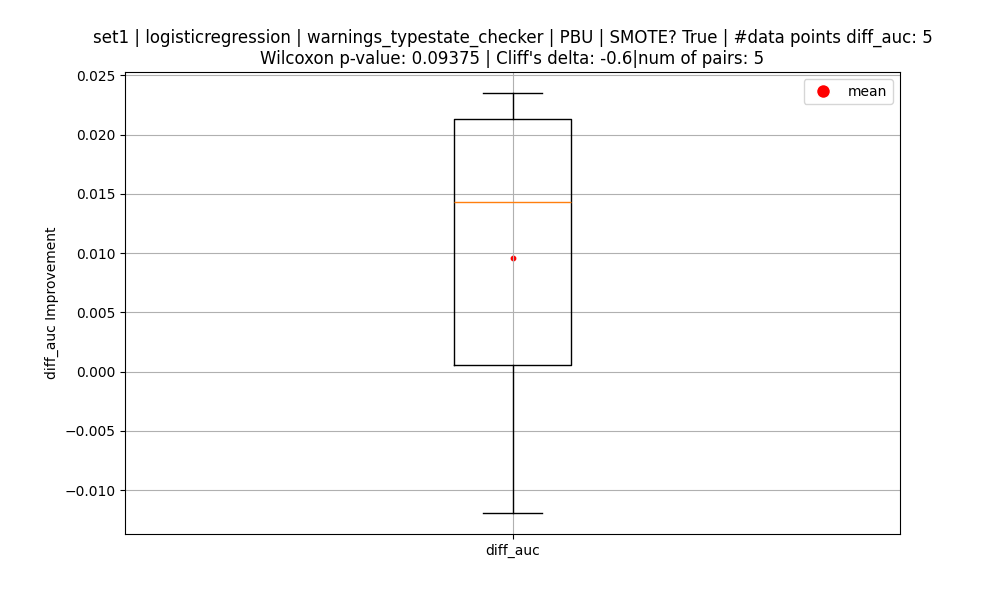 set1 | logisticregression | warnings_typestate_checker | PBU | SMOTE? True | #data points diff_auc: 5
Wilcoxon p-value: 0.09375 | Cliff's delta: -0.6|num of pairs: 5
mean
0.025
0.020
0.015
0.010
0.005
0.000
−0.005
−0.010
diff_auc Improvement
diff_auc